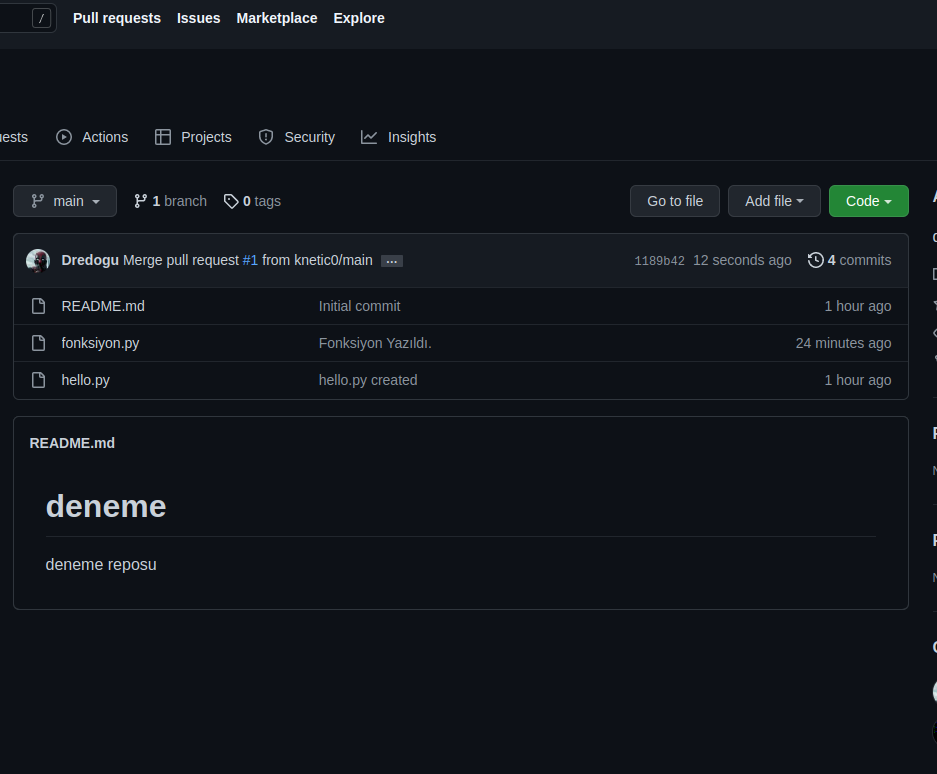 / Pull requests Issues Marketplace Explore
uests Actions Projects Security Insights
main 1 branch 0 tags Go to file Add file Code
Dredogu Merge pull request #1 from knetic0/main ... 1189b42 12 seconds ago 4 commits
README.md Initial commit 1 hour ago
fonksiyon.py Fonksiyon Yazıldı. 24 minutes ago
hello.py hello.py created 1 hour ago
README.md
deneme
deneme reposu